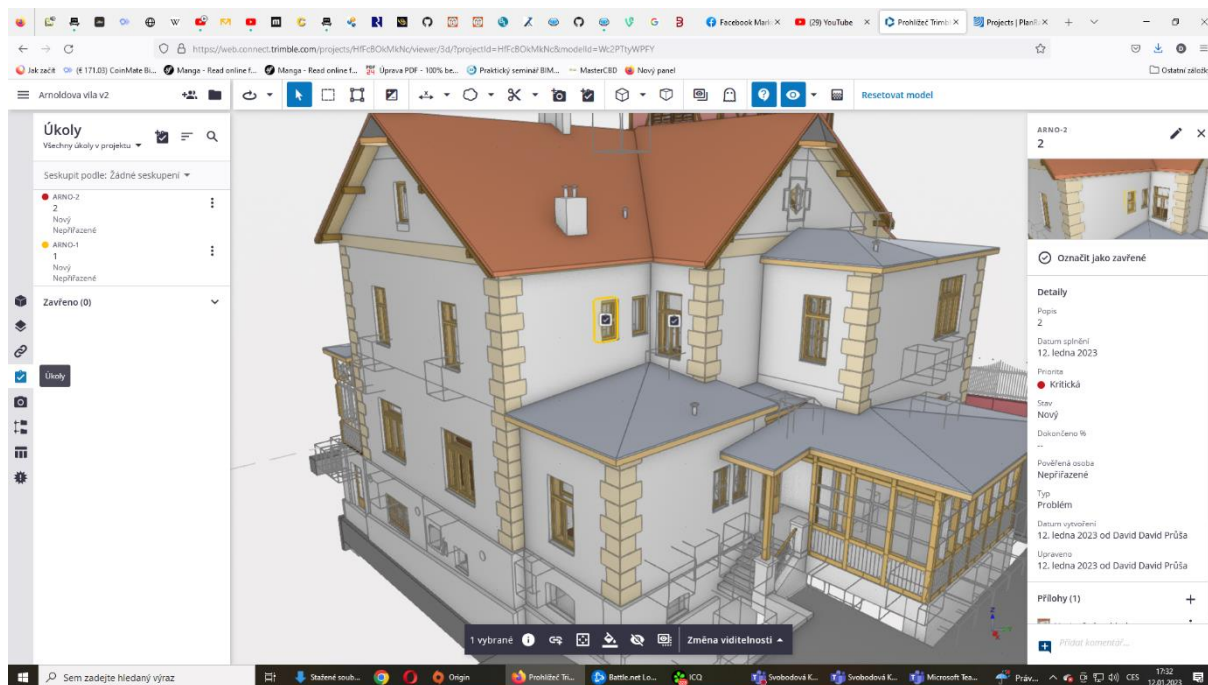 Facebook Mark
(29) YouTube
Prohlížeč Trimb
Projects | Plan
https://web.connect.trimble.com/projects/HfFcBOkMkNc/viewer/3d/?projectId=HfFcBOkMkNc&modelId=Wc2PTtyWPFY
Jak začít
(€ 171.03) CoinMate Bi...
Manga - Read online f...
Manga - Read online f...
Úprava PDF - 100% be...
Praktický seminář BIM...
MasterCBD
Nový panel
Ostatní záložky
Arnoldova vila v2
Resetovat model
Úkoly
Všechny úkoly v projektu
Seskupit podle: Žádné seskupení
ARNO-2
2
Nový
Nepřiřazené
ARNO-1
1
Nový
Nepřiřazené
Zavřeno (0)
Úkoly
ARNO-2
2
Označit jako zavřené
Detaily
Popis
2
Datum splnění
12. ledna 2023
Priorita
Kritická
Stav
Nový
Dokončeno %
--
Pověřená osoba
Nepřiřazené
Typ
Problém
Datum vytvoření
12. ledna 2023 od David David Průša
Upraveno
12. ledna 2023 od David David Průša
Přílohy (1)
Přidat komentář...
1 vybrané
Změna viditelnosti
Z
Sem zadejte hledaný výraz
Stažené soub...
Origin
Prohlížeč Tri...
Battle.net Lo...
ICQ
Svobodová K...
Svobodová K...
Microsoft Tea...
Práv...
CES
17:32
12.01.2023